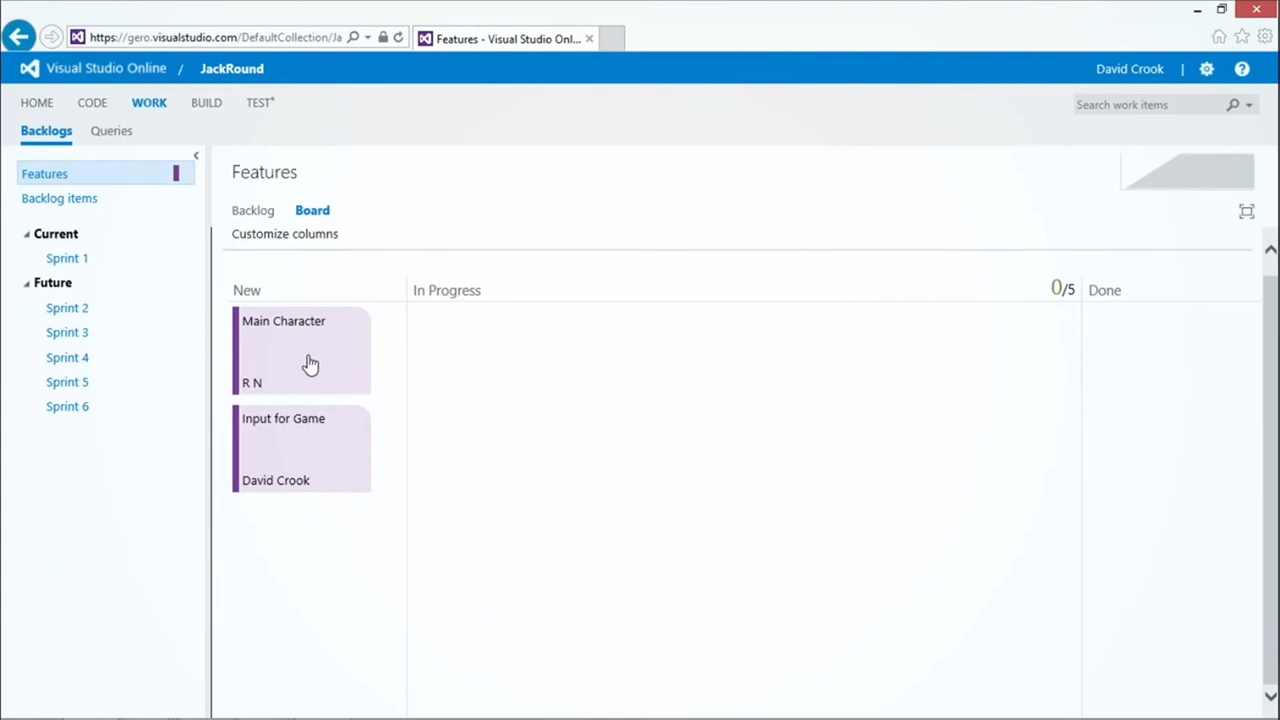 https://gero.visualstudio.com/DefaultCollection/Ja
Features - Visual Studio Onl...
Visual Studio Online / JackRound
David Crook
HOME CODE WORK BUILD TEST*
Search work items
Backlogs Queries
Features
Backlog items
Current
Sprint 1
Future
Sprint 2
Sprint 3
Sprint 4
Sprint 5
Sprint 6
Features
Backlog Board
Customize columns
New In Progress 0/5 Done
Main Character
R N
Input for Game
David Crook